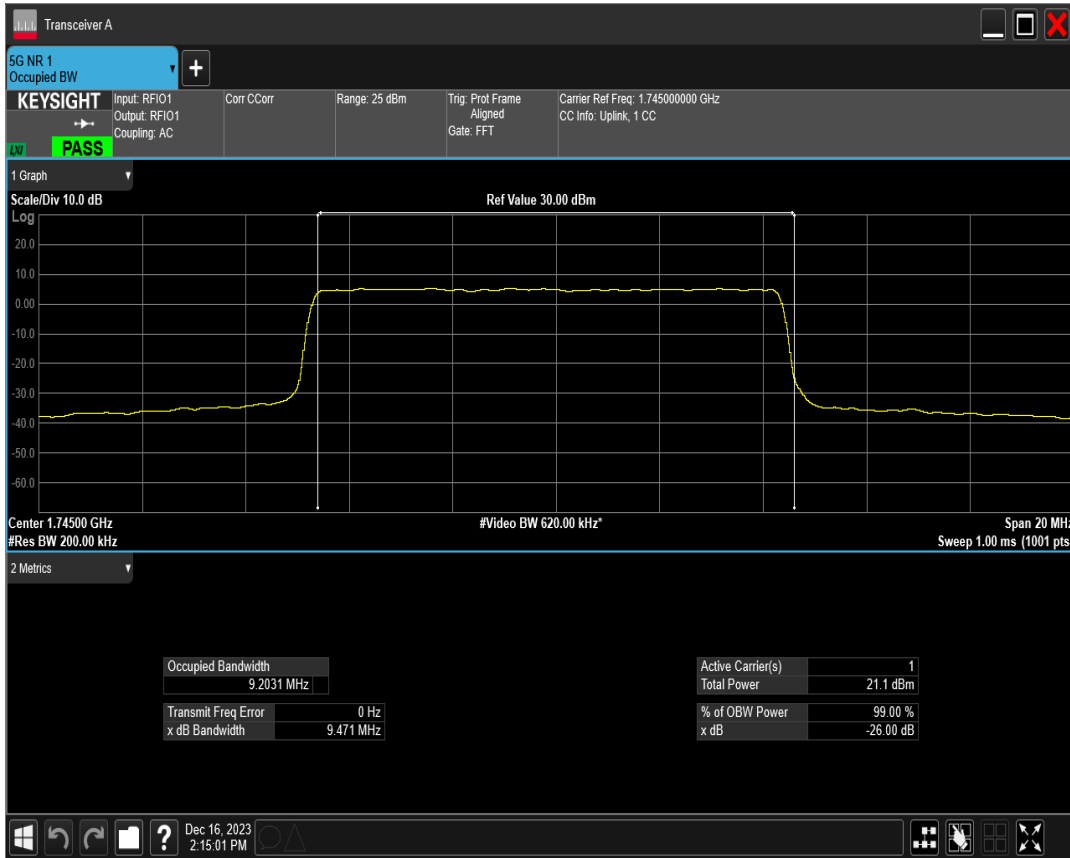 Transceiver A
5G NR 1
Occupied BW
KEYSIGHT
Input: RFIO1
Output: RFIO1
Coupling: AC
Corr CCorr
Range: 25 dBm
Trig: Prot Frame
Aligned
Gate: FFT
Carrier Ref Freq: 1.745000000 GHz
CC Info: Uplink, 1 CC
LXI
PASS
1 Graph
Scale/Div 10.0 dB
Ref Value 30.00 dBm
Log
20.0
10.0
0.00
-10.0
-20.0
-30.0
-40.0
-50.0
-60.0
Center 1.74500 GHz
#Video BW 620.00 kHz*
Span 20 MHz
#Res BW 200.00 kHz
Sweep 1.00 ms (1001 pts
2 Metrics
Occupied Bandwidth
9.2031 MHz
Transmit Freq Error 0 Hz
x dB Bandwidth 9.471 MHz
Active Carrier(s) 1
Total Power 21.1 dBm
% of OBW Power 99.00 %
x dB -26.00 dB
Dec 16, 2023
2:15:01 PM